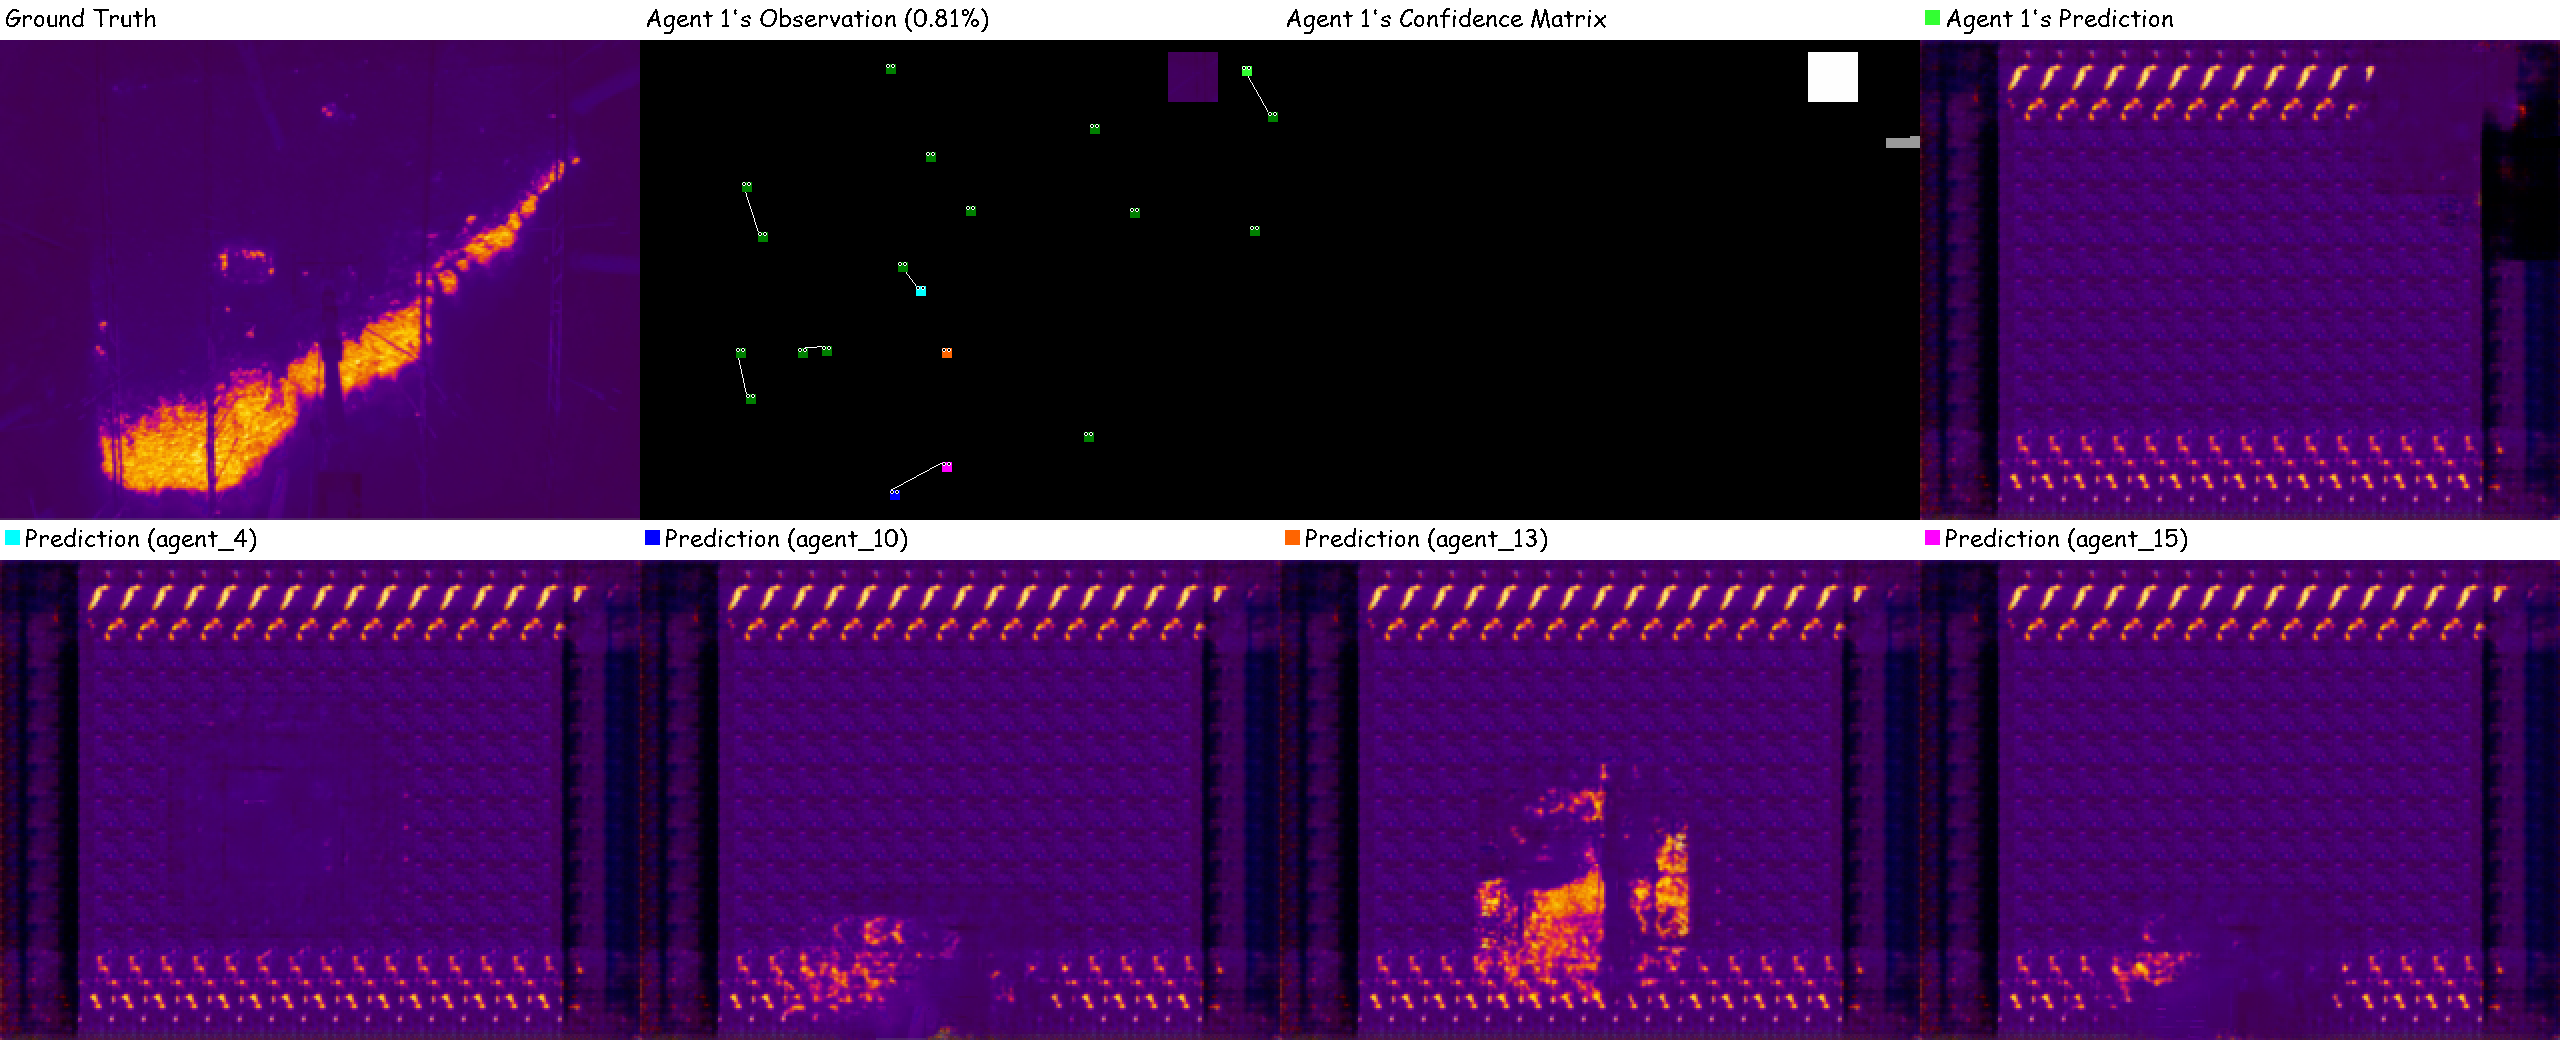 Ground Truth
Agent 1's Observation (0.81%)
Agent 1's Confidence Matrix
Agent 1's Prediction
Prediction (agent_4)
Prediction (agent_10)
Prediction (agent_13)
Prediction (agent_15)